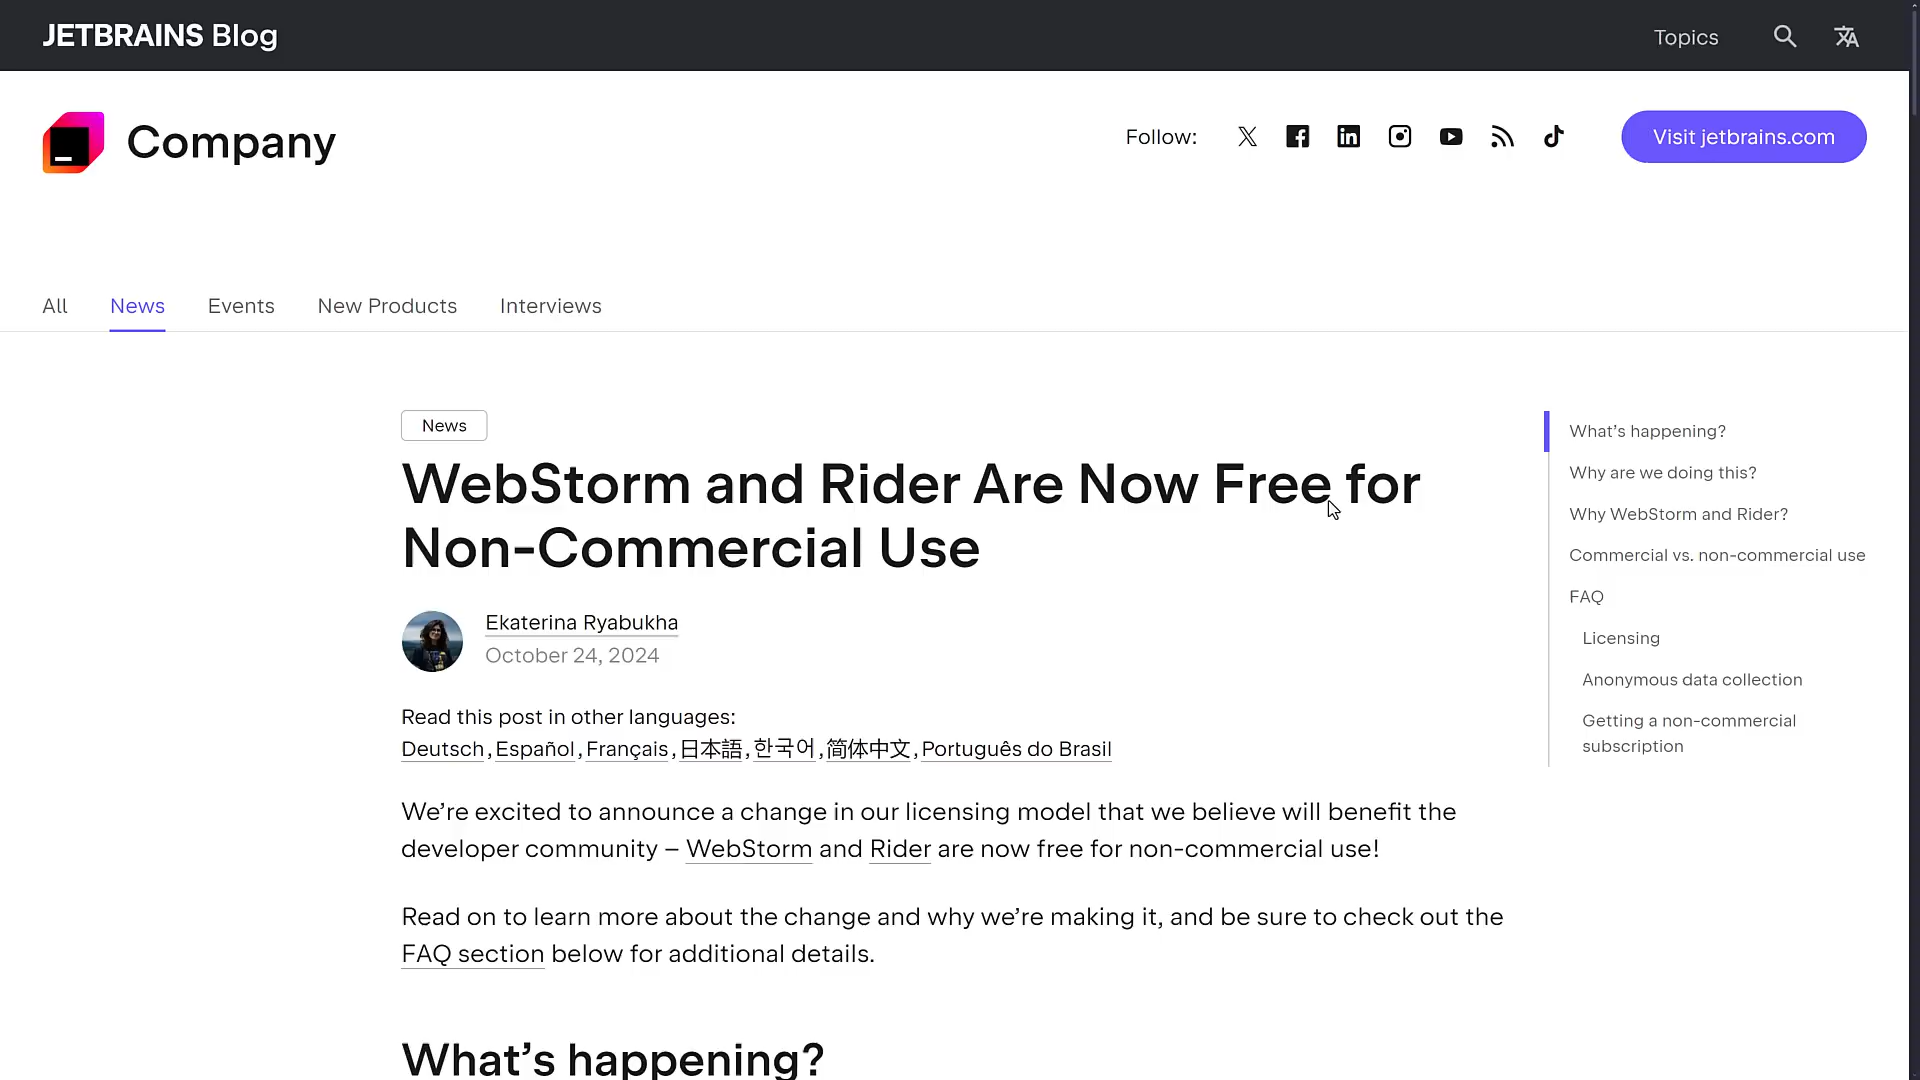 JETBRAINS Blog
Topics
Company
Follow:
Visit jetbrains.com
All
News
Events
New Products
Interviews
News
WebStorm and Rider Are Now Free for
Non-Commercial Use
Ekaterina Ryabukha
October 24, 2024
Read this post in other languages:
Deutsch, Español, Français, 日本語, 한국어, 简体中文, Português do Brasil
We’re excited to announce a change in our licensing model that we believe will benefit the
developer community – WebStorm and Rider are now free for non-commercial use!
Read on to learn more about the change and why we’re making it, and be sure to check out the
FAQ section below for additional details.
What’s happening?
What’s happening?
Why are we doing this?
Why WebStorm and Rider?
Commercial vs. non-commercial use
FAQ
Licensing
Anonymous data collection
Getting a non-commercial
subscription